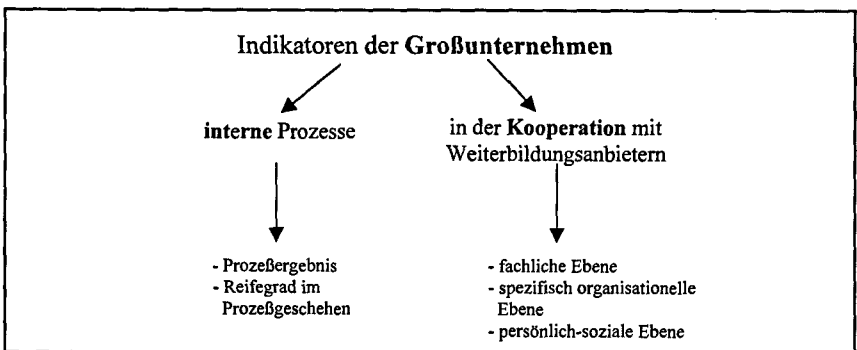 Indikatoren der Großunternehmen
interne Prozesse
in der Kooperation mit
Weiterbildungsanbietern
- Prozeßergebnis
- Reifegrad im
Prozeßgeschehen
- fachliche Ebene
- spezifisch organisationelle
Ebene
- persönlich-soziale Ebene